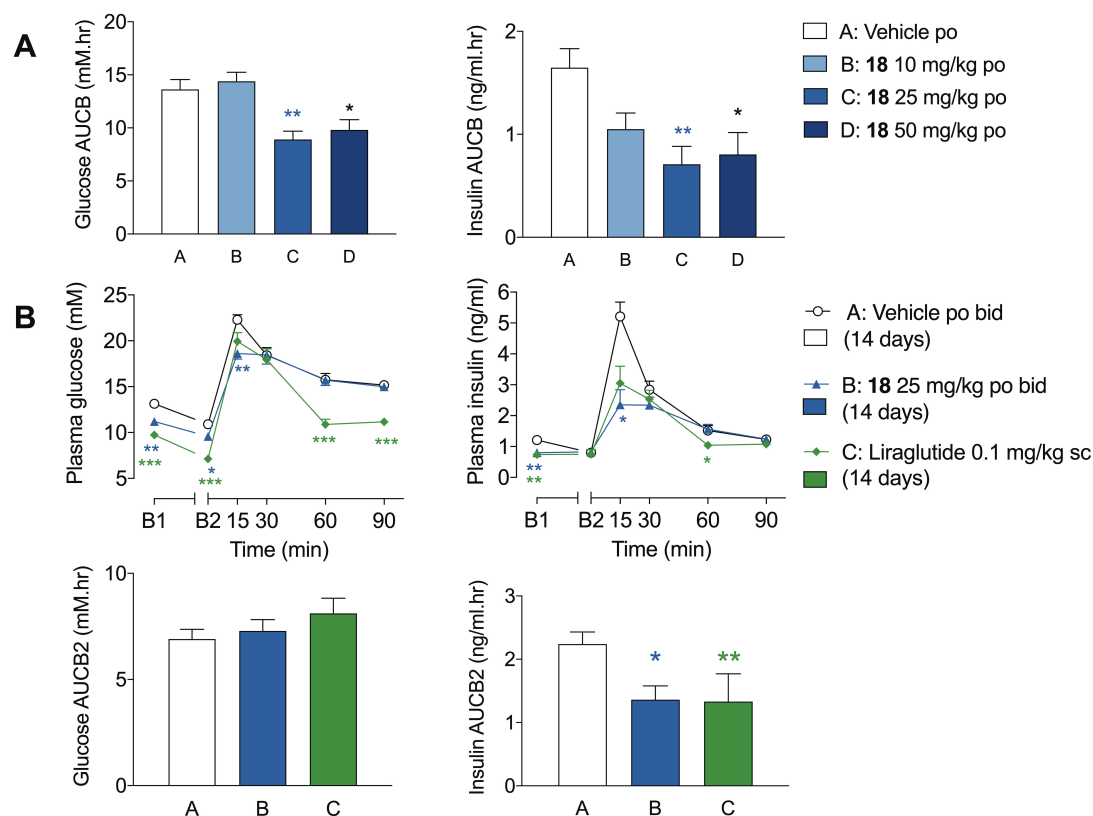 A
Glucose AUCB (mM.hr)
20
15
10
5
0
**
*
A B C D
Insulin AUCB (ng/ml.hr)
2
1
0
**
*
A B C D
A: Vehicle po
B: 18 10 mg/kg po
C: 18 25 mg/kg po
D: 18 50 mg/kg po
B
Plasma glucose (mM)
25
20
15
10
5
**
***
*
***
**
***
***
B1 B2 15 30 60 90
Time (min)
Plasma insulin (ng/ml)
6
5
4
3
2
1
0
**
**
*
*
B1 B2 15 30 60 90
Time (min)
A: Vehicle po bid
(14 days)
B: 18 25 mg/kg po bid
(14 days)
C: Liraglutide 0.1 mg/kg sc
(14 days)
Glucose AUCB2 (mM.hr)
10
5
0
A B C
Insulin AUCB2 (ng/ml.hr)
3
2
1
0
*
**
A B C